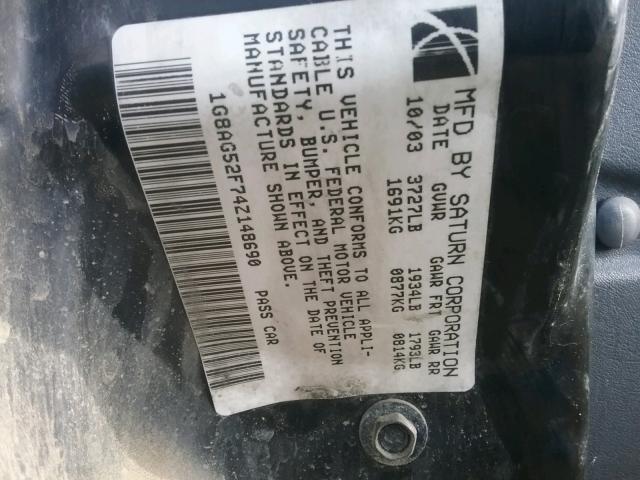 MFD BY SATURN CORPORATION
DATE GVWR GAWR FRT GAWR RR
10/03 3727LB 1934LB 1793LB
1691KG 0877KG 0814KG
THIS VEHICLE CONFORMS TO ALL APPLI-
CABLE U.S. FEDERAL MOTOR VEHICLE
SAFETY, BUMPER, AND THEFT PREVENTION
STANDARDS IN EFFECT ON THE DATE OF
MANUFACTURE SHOWN ABOVE.
1G8AG52F74Z148690 PASS CAR